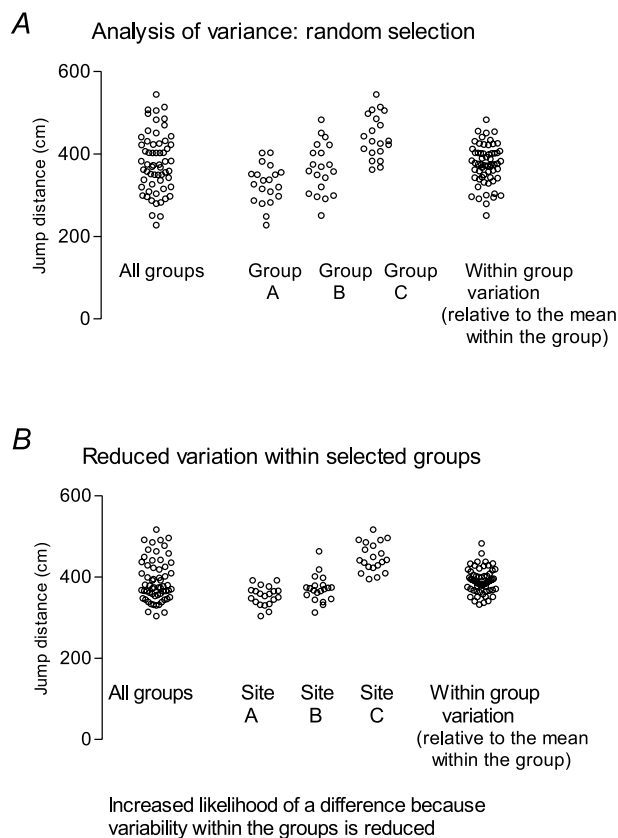 A
Analysis of variance: random selection
600
400
200
0
Jump distance (cm)
All groups
Group
A
Group
B
Group
C
Within group
variation
(relative to the mean
within the group)
B
Reduced variation within selected groups
600
400
200
0
Jump distance (cm)
All groups
Site
A
Site
B
Site
C
Within group
variation
(relative to the mean
within the group)
Increased likelihood of a difference because
variability within the groups is reduced